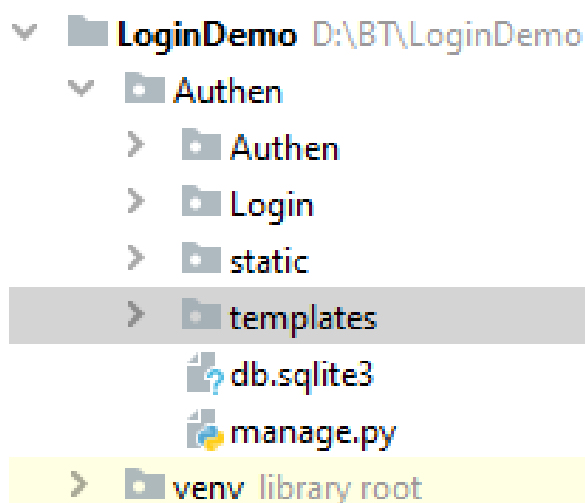 LoginDemo D:\BT\LoginDemo
Authen
Authen
Login
static
templates
db.sqlite3
manage.py
venv library root